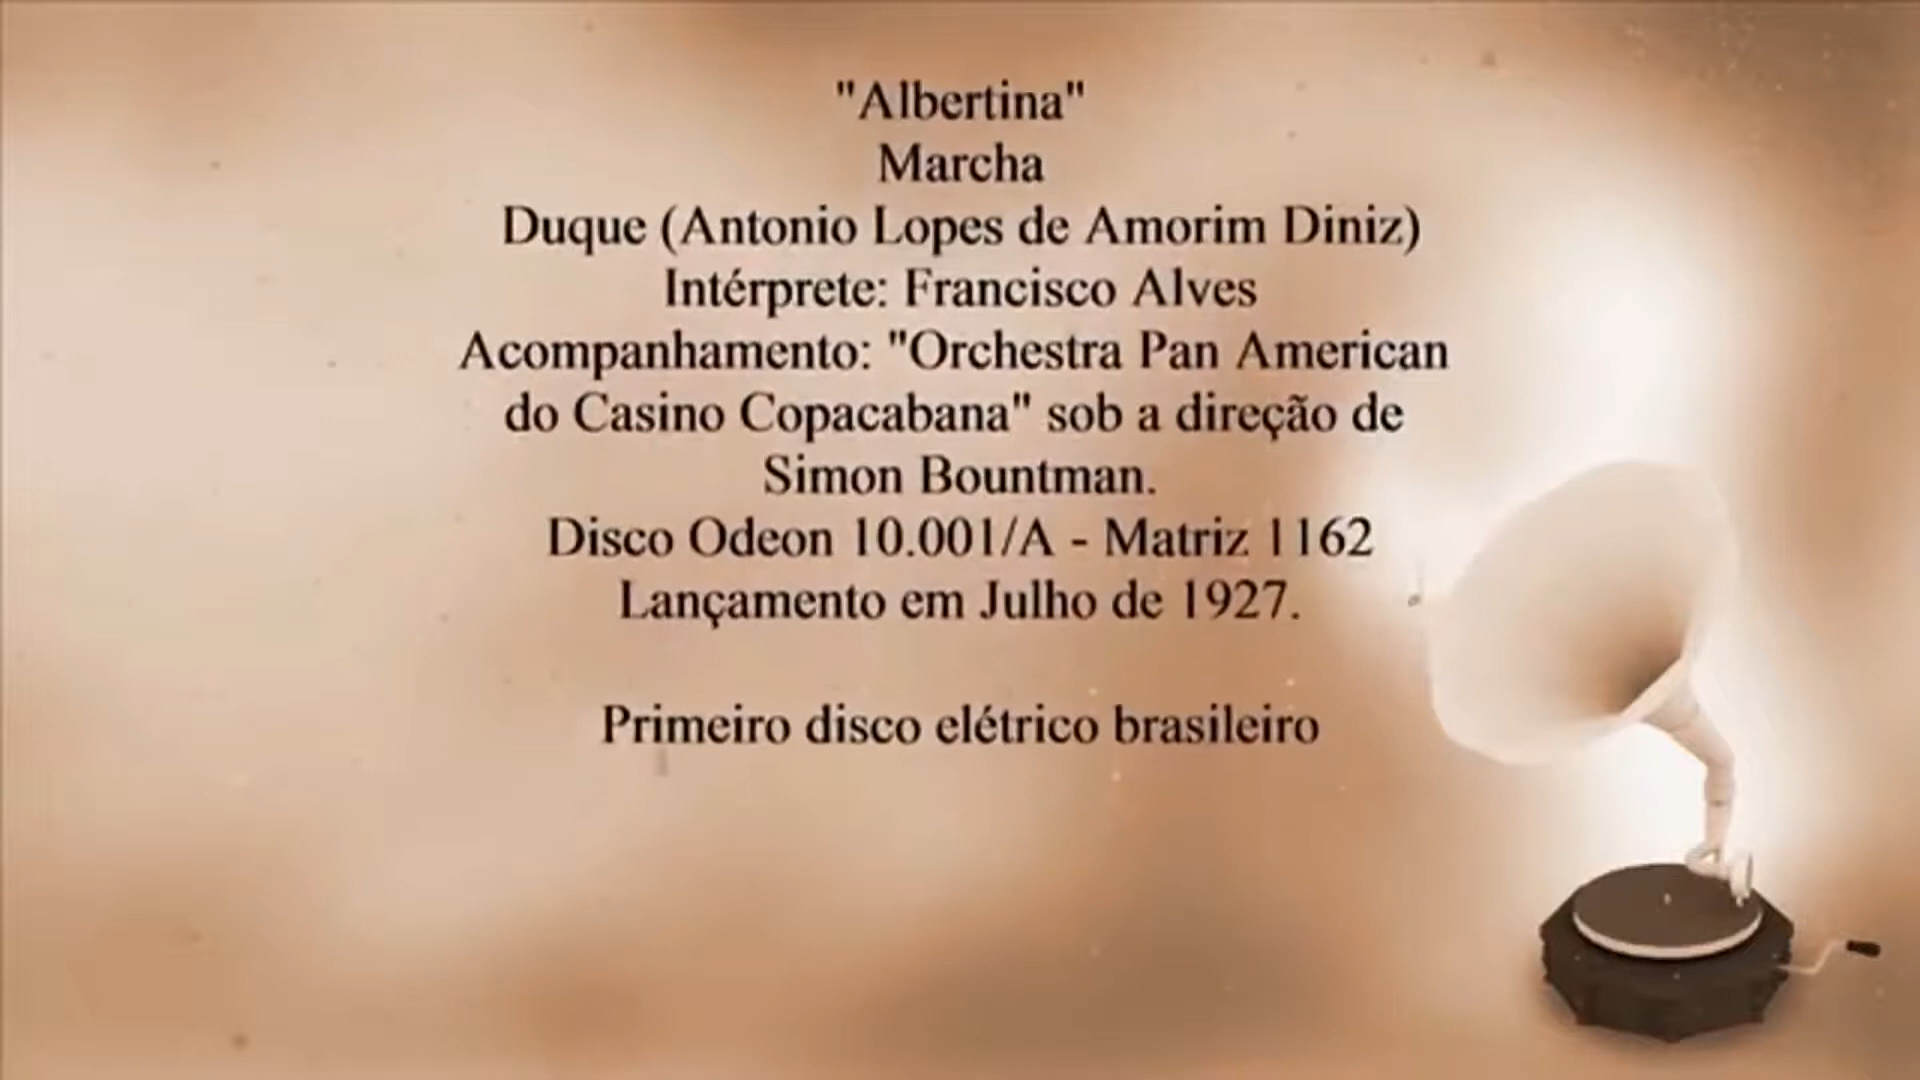 "Albertina"
Marcha
Duque (Antonio Lopes de Amorim Diniz)
Intérprete: Francisco Alves
Acompanhamento: "Orchestra Pan American
do Casino Copacabana" sob a direção de
Simon Bountman.
Disco Odeon 10.001/A - Matriz 1162
Lançamento em Julho de 1927.
Primeiro disco elétrico brasileiro